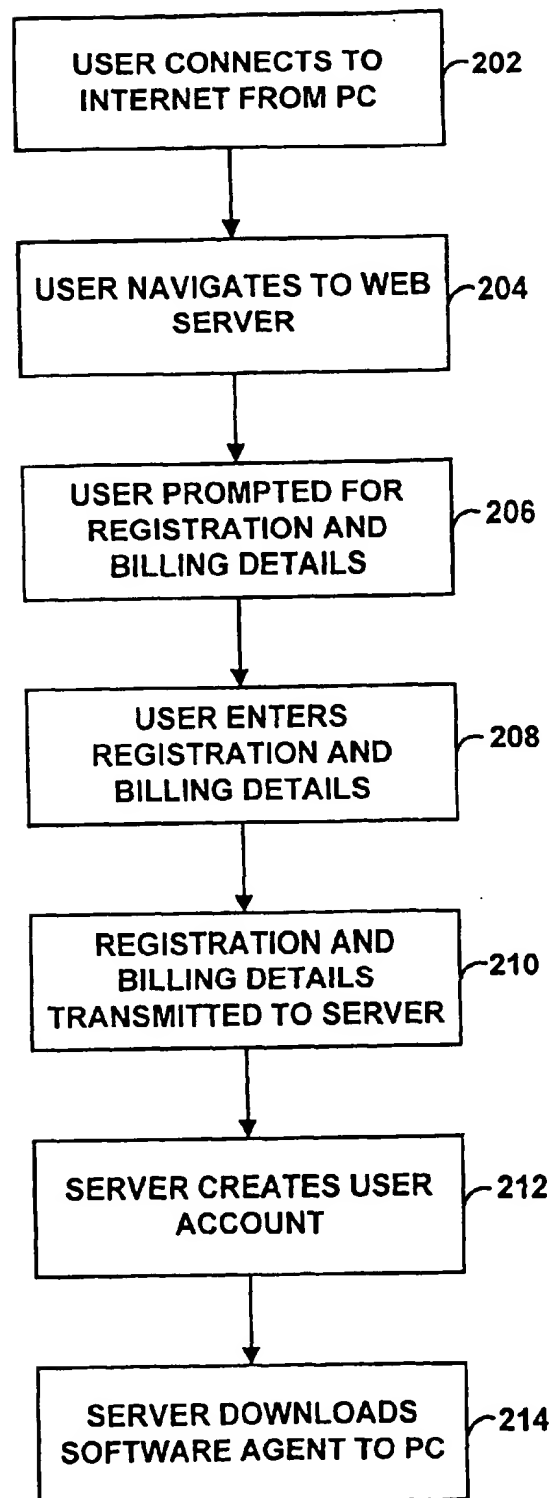 USER CONNECTS TO
INTERNET FROM PC
202
USER NAVIGATES TO WEB
SERVER
204
USER PROMPTED FOR
REGISTRATION AND
BILLING DETAILS
206
USER ENTERS
REGISTRATION AND
BILLING DETAILS
208
REGISTRATION AND
BILLING DETAILS
TRANSMITTED TO SERVER
210
SERVER CREATES USER
ACCOUNT
212
SERVER DOWNLOADS
SOFTWARE AGENT TO PC
214